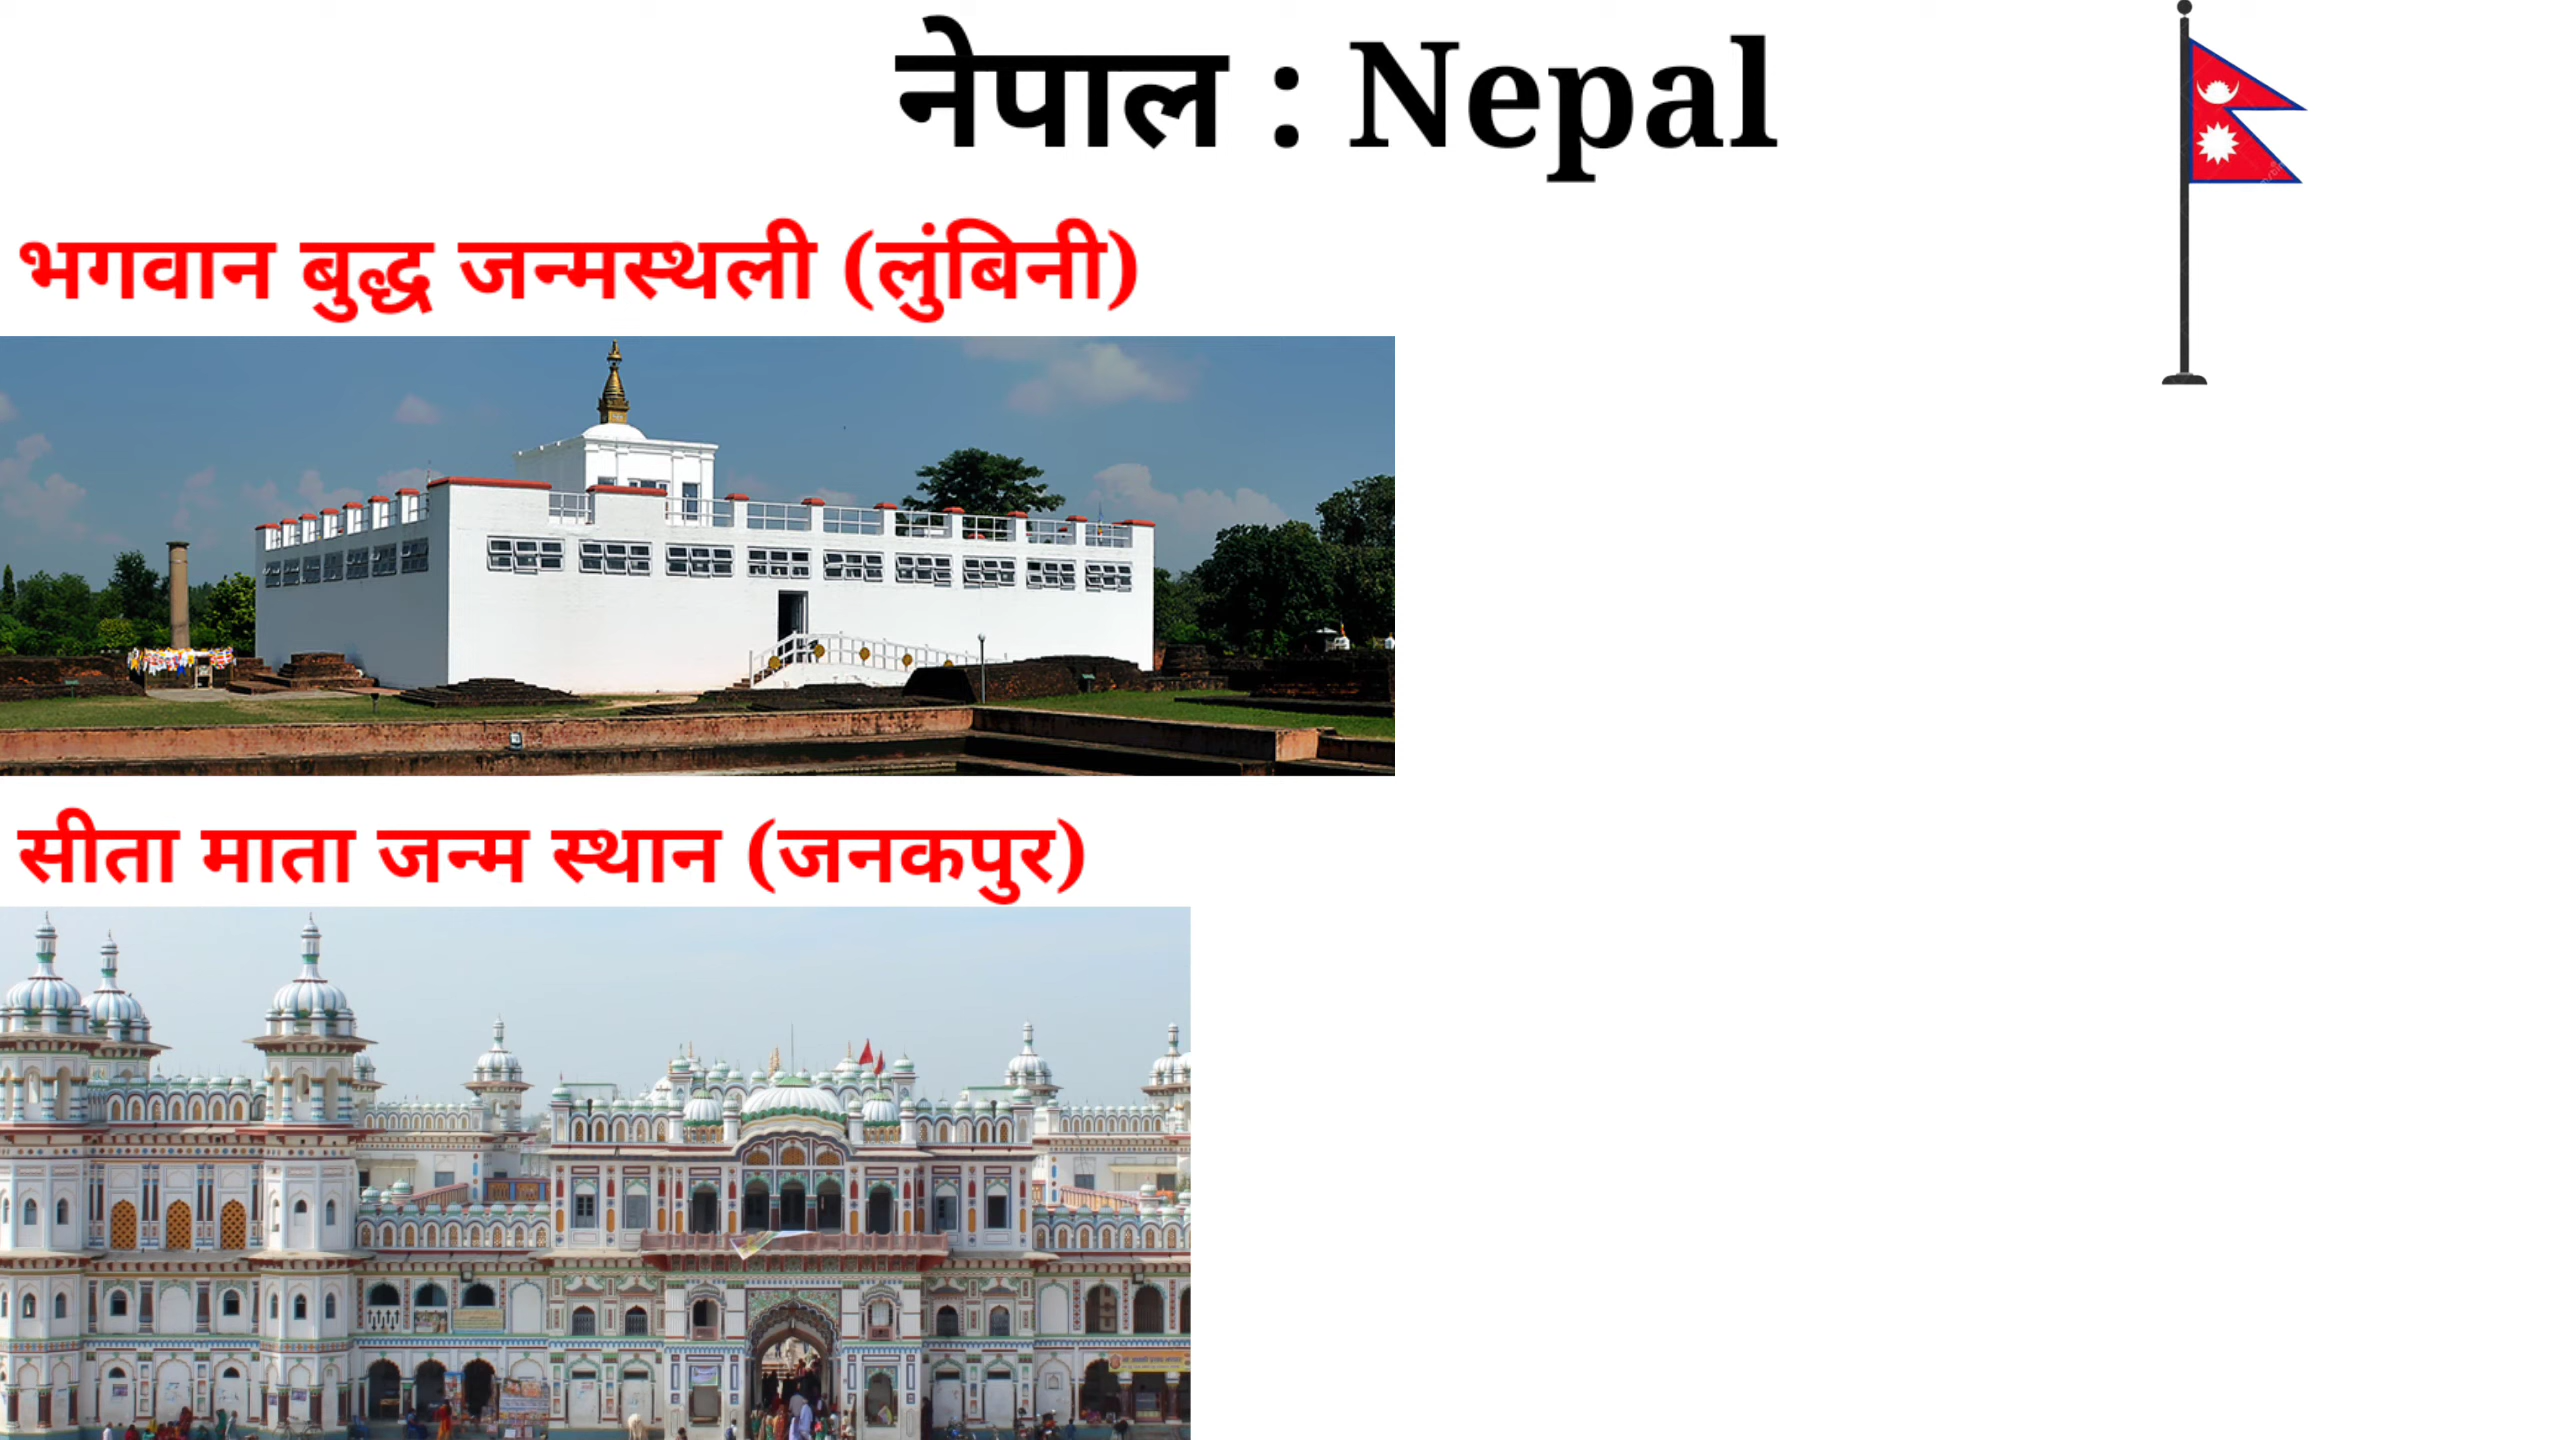 नेपाल : Nepal
भगवान बुद्ध जन्मस्थली (लुंबिनी)
सीता माता जन्म स्थान (जनकपुर)